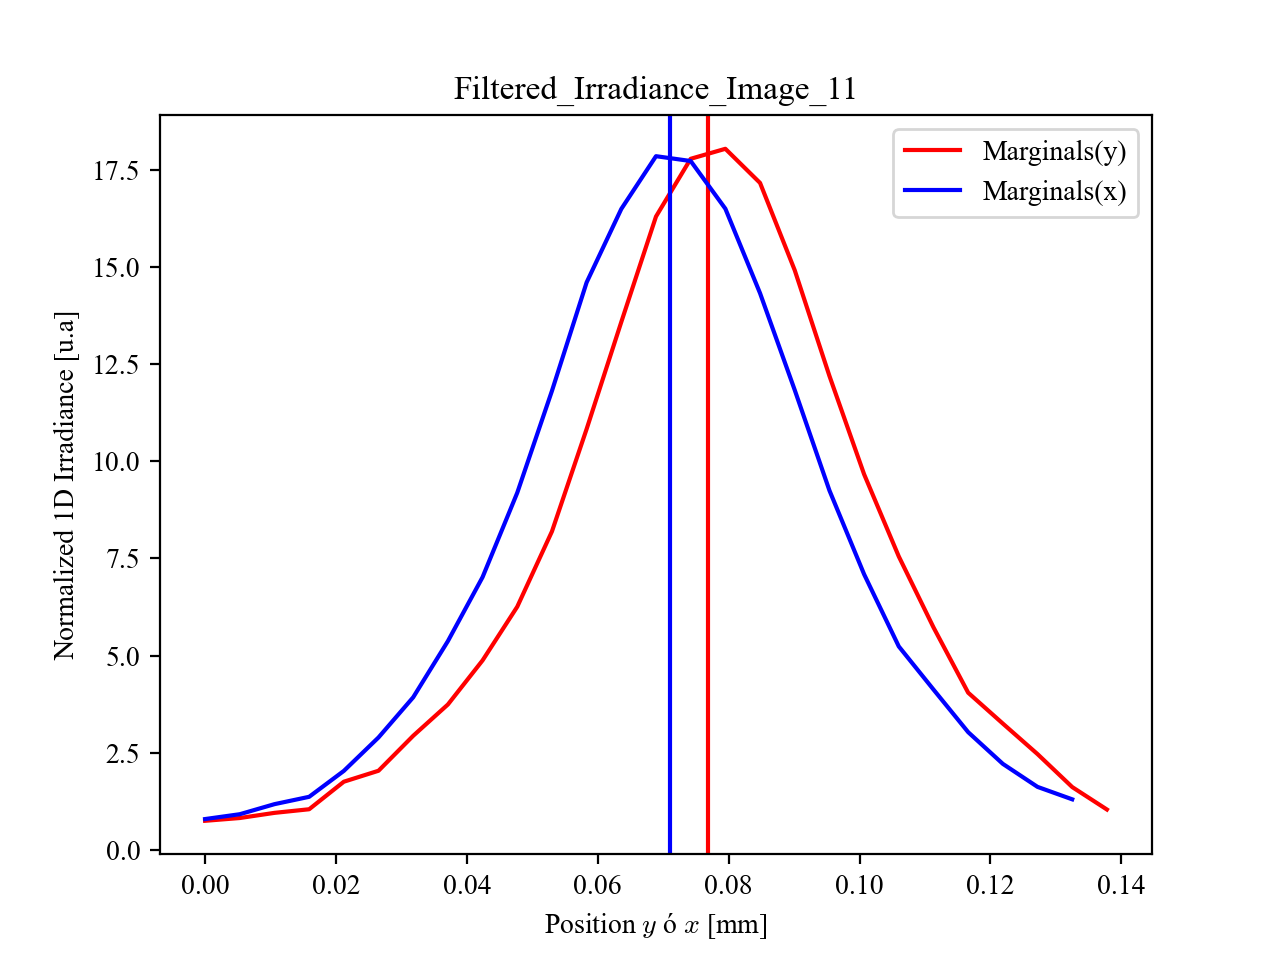 Filtered_Irradiance_Image_11
Marginals(y)
Marginals(x)
17.5
15.0
12.5
10.0
7.5
5.0
2.5
0.0
Normalized 1D Irradiance [u.a]
0.00 0.02 0.04 0.06 0.08 0.10 0.12 0.14
Position y ó x [mm]